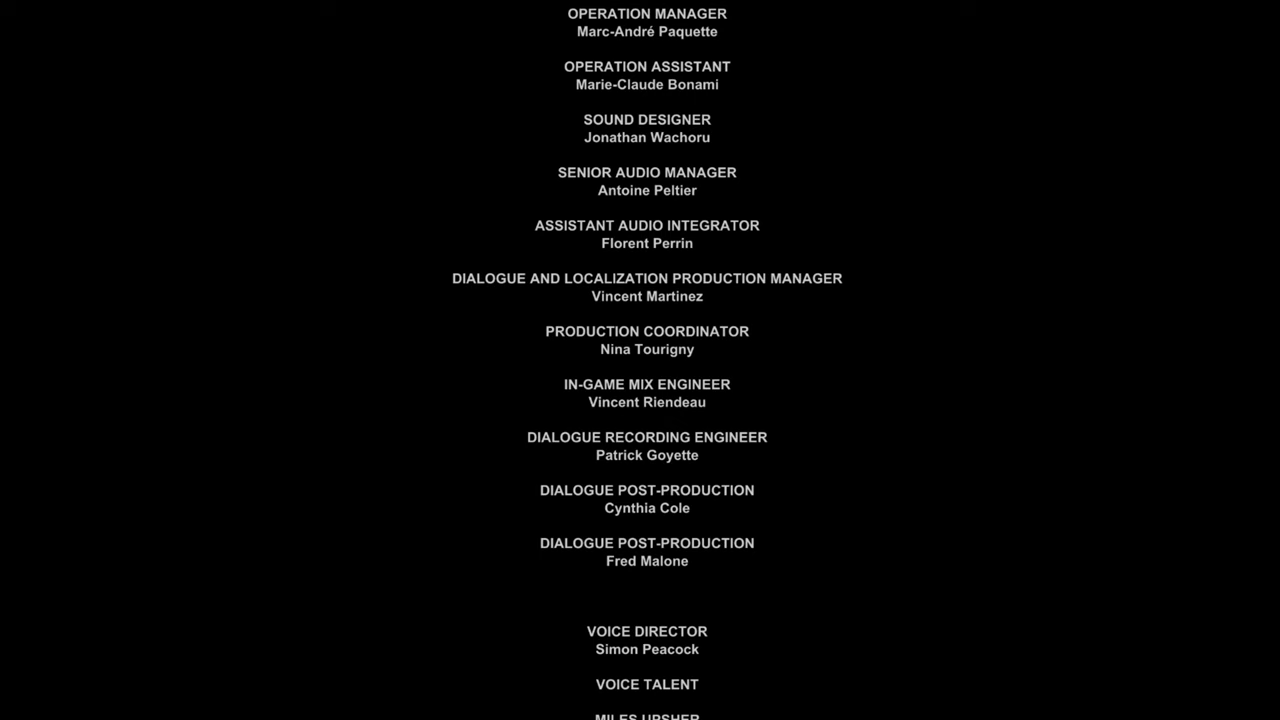 OPERATION MANAGER
Marc-André Paquette
OPERATION ASSISTANT
Marie-Claude Bonami
SOUND DESIGNER
Jonathan Wachoru
SENIOR AUDIO MANAGER
Antoine Peltier
ASSISTANT AUDIO INTEGRATOR
Florent Perrin
DIALOGUE AND LOCALIZATION PRODUCTION MANAGER
Vincent Martinez
PRODUCTION COORDINATOR
Nina Tourigny
IN-GAME MIX ENGINEER
Vincent Riendeau
DIALOGUE RECORDING ENGINEER
Patrick Goyette
DIALOGUE POST-PRODUCTION
Cynthia Cole
DIALOGUE POST-PRODUCTION
Fred Malone
VOICE DIRECTOR
Simon Peacock
VOICE TALENT
MILES UPSHER